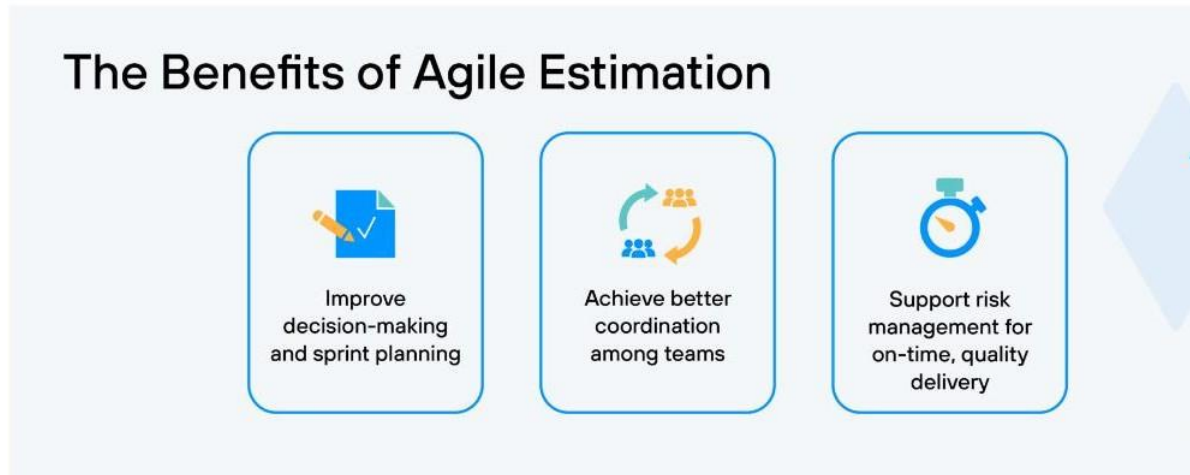 The Benefits of Agile Estimation
Improve
decision-making
and sprint planning
Achieve better
coordination
among teams
Support risk
management for
on-time, quality
delivery